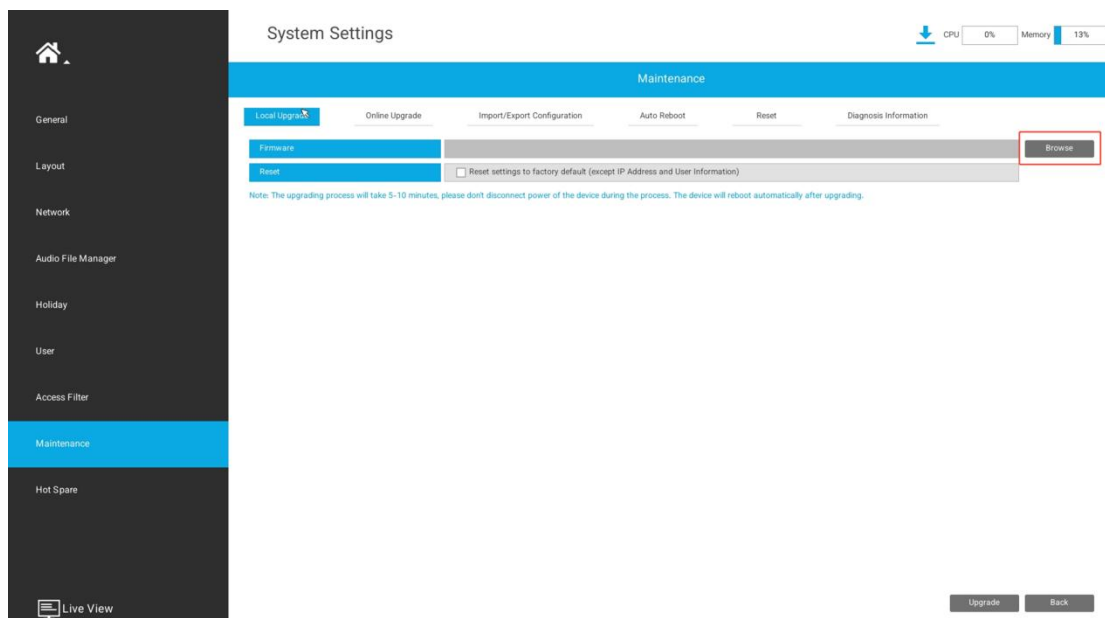 System Settings
CPU 0% Memory 13%
Maintenance
General
Layout
Network
Audio File Manager
Holiday
User
Access Filter
Maintenance
Hot Spare
Live View
Local Upgrade Online Upgrade Import/Export Configuration Auto Reboot Reset Diagnosis Information
Firmware Browse
Reset Reset settings to factory default (except IP Address and User Information)
Note: The upgrading process will take 5-10 minutes, please don't disconnect power of the device during the process. The device will reboot automatically after upgrading.
Upgrade Back